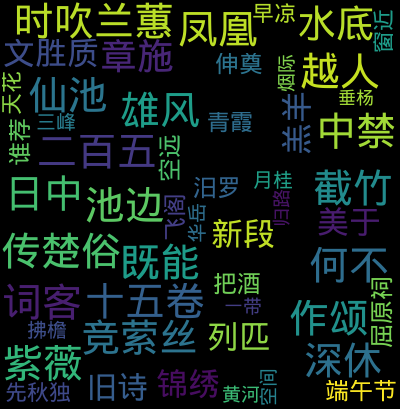 时吹兰蕙
凤凰
早凉
水底
窗近
文胜质
章施
伸奠
烟际
越人
天花
仙池
垂杨
三峰
雄风
青霞
羔羊
中禁
谁荐
二百五
空远
日中
池边
汨罗
月桂
截竹
飞阁
华岳
归路
美于
传楚俗
既能
新段
何不
词客
十五卷
把酒
一带
屈原祠
拂檐
竞萦丝
列匹
作颂
紫薇
深休
先秋独
旧诗
锦绣
黄河
空间
端午节